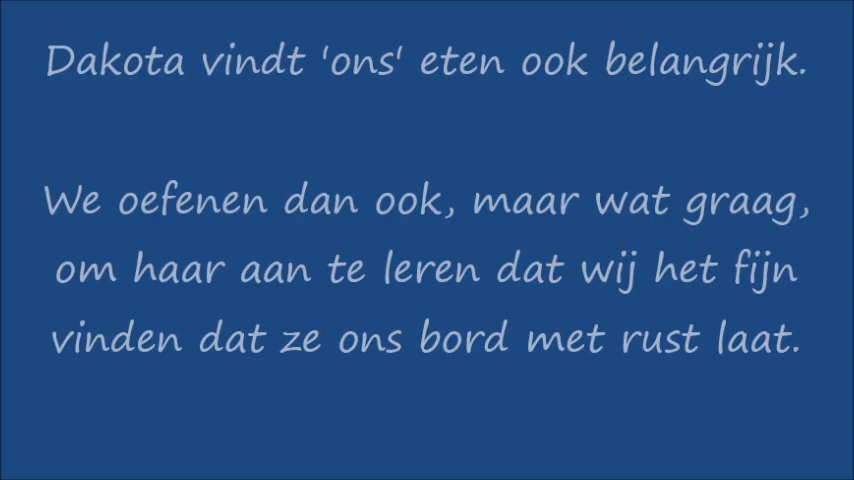 Dakota vindt 'ons' eten ook belangrijk.
We oefenen dan ook, maar wat graag,
om haar aan te leren dat wij het fijn
vinden dat ze ons bord met rust laat.